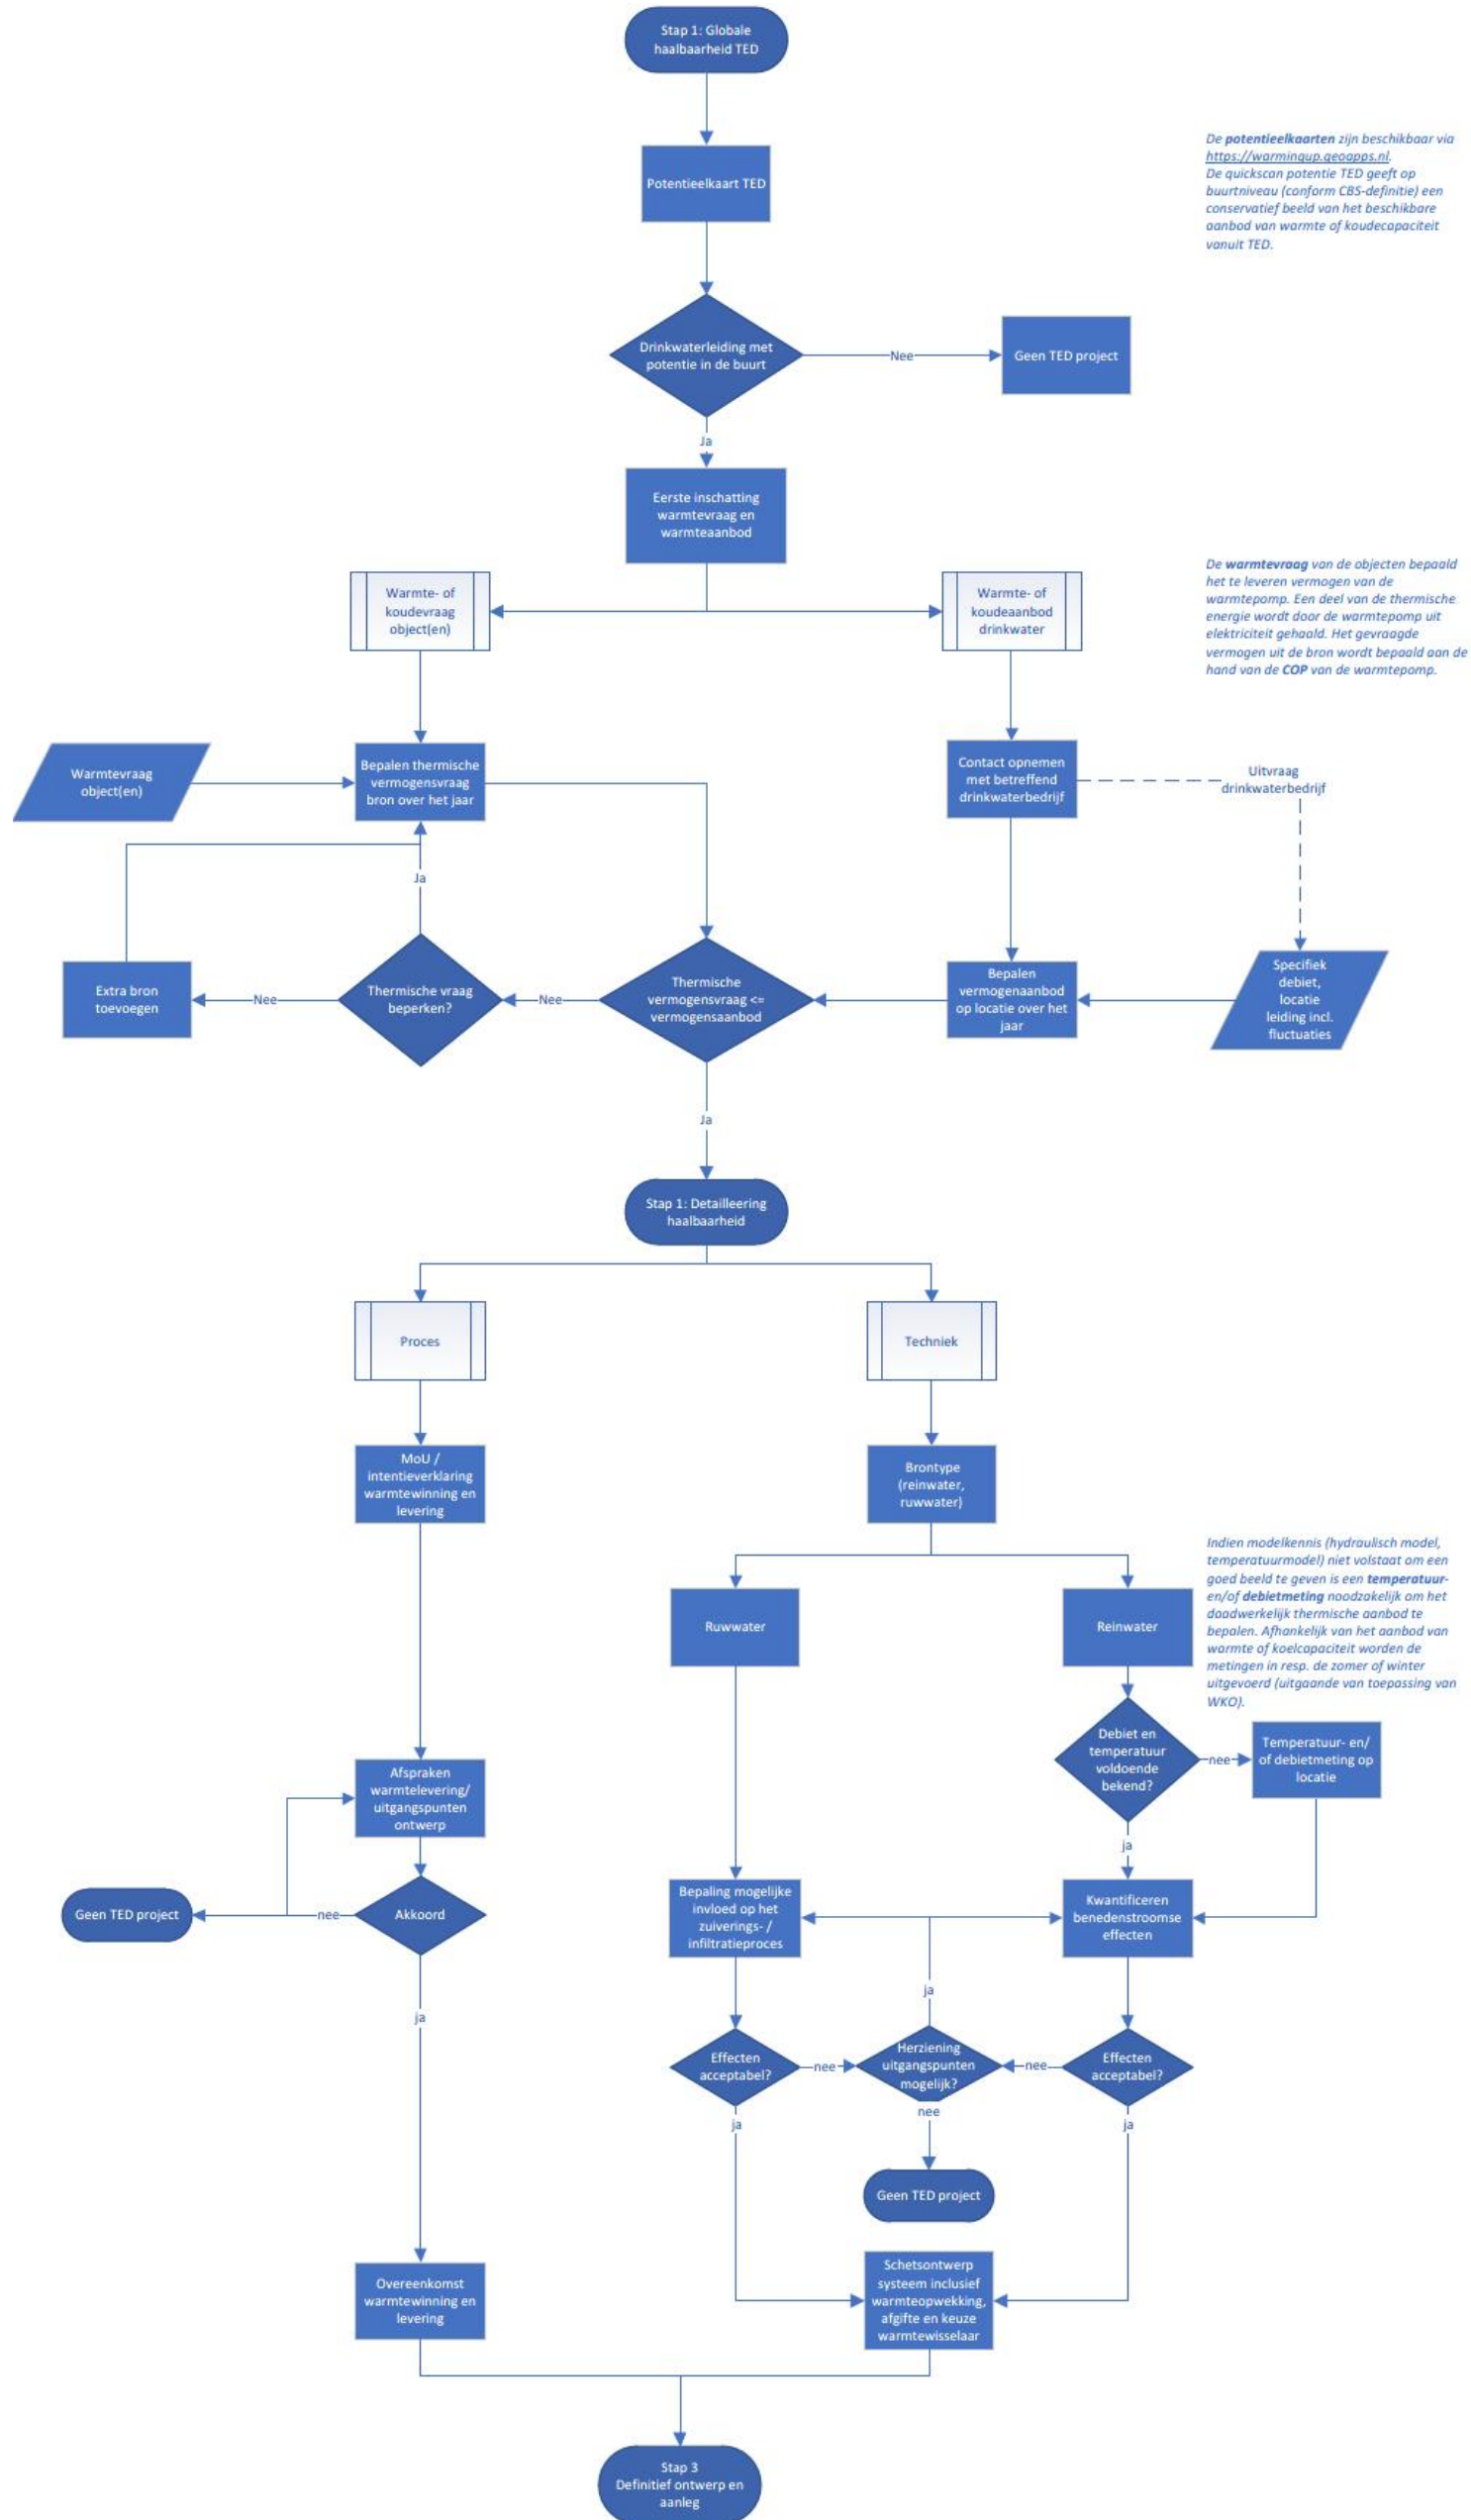 Stap 1: Globale
haalbaarheid TED
De potentieelkaarten zijn beschikbaar via
https://warmingup.geoapps.nl.
De quickscan potentie TED geeft op
buurtniveau (conform CBS-definitie) een
conservatief beeld van het beschikbare
aanbod van warmte of koudecapaciteit
vanuit TED.
Potentieelkaart TED
Drinkwaterleiding met
potentie in de buurt
Nee
Geen TED project
Ja
Eerste inschatting
warmtevraag en
warmteaanbod
De warmtevraag van de objecten bepaald
het te leveren vermogen van de
warmtepomp. Een deel van de thermische
energie wordt door de warmtepomp uit
elektriciteit gehaald. Het gevraagde
vermogen uit de bron wordt bepaald aan de
hand van de COP van de warmtepomp.
Warmte- of
koudevraag
object(en)
Warmte- of
koudeaanbod
drinkwater
Warmtevraag
object(en)
Bepalen thermische
vermogensvraag
bron over het jaar
Contact opnemen
met betreffend
drinkwaterbedrijf
Uitvraag
drinkwaterbedrijf
Ja
Extra bron
toevoegen
Nee
Thermische vraag
beperken?
Nee
Thermische
vermogensvraag <=
vermogensaanbod
Bepalen
vermogenaanbod
op locatie over het
jaar
Specifiek
debiet,
locatie
leiding incl.
fluctuaties
Ja
Stap 1: Detailleering
haalbaarheid
Proces
Techniek
MoU /
intentieverklaring
warmtewinning en
levering
Brontype
(reinwater,
ruwwater)
Indien modelkennis (hydraulisch model,
temperatuurmodel) niet volstaat om een
goed beeld te geven is een temperatuur-
en/of debietmeting noodzakelijk om het
daadwerkelijk thermische aanbod te
bepalen. Afhankelijk van het aanbod van
warmte of koelcapaciteit worden de
metingen in resp. de zomer of winter
uitgevoerd (uitgaande van toepassing van
WKO).
Ruwwater
Reinwater
Debiet en
temperatuur
voldoende
bekend?
nee
Temperatuur- en/
of debietmeting op
locatie
ja
Afspraken
warmtelevering/
uitgangspunten
ontwerp
Geen TED project
nee
Akkoord
Bepaling mogelijke
invloed op het
zuiverings- /
infiltratieproces
Kwantificeren
benedenstroomse
effecten
ja
ja
Effecten
acceptabel?
nee
Herziening
uitgangspunten
mogelijk?
nee
Effecten
acceptabel?
ja
nee
ja
Geen TED project
Overeenkomst
warmtewinning en
levering
Schetsontwerp
systeem inclusief
warmteopwekking,
afgifte en keuze
warmtewisselaar
Stap 3
Definitief ontwerp en
aanleg